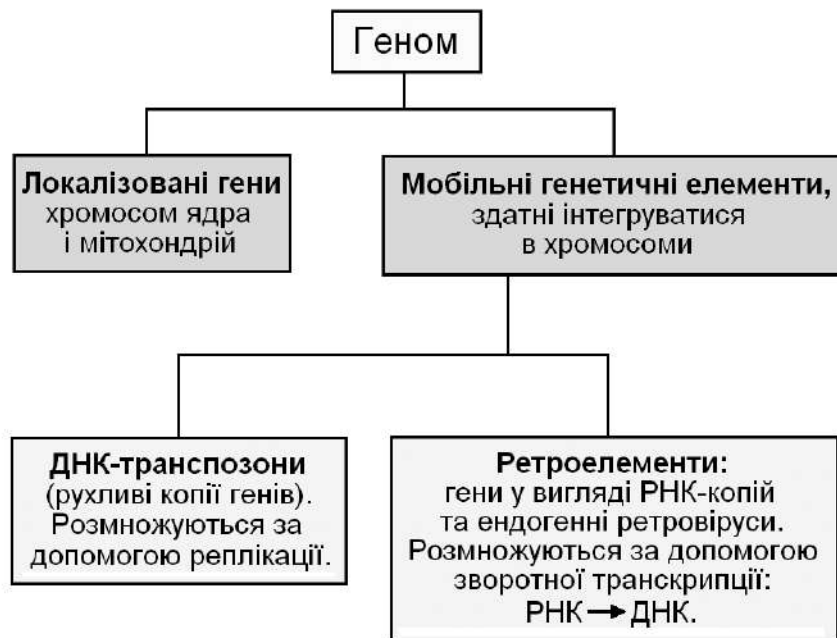 Геном
Локалізовані гени
хромосом ядра
і мітохондрій
Мобільні генетичні елементи,
здатні інтегруватися
в хромосоми
ДНК-транспозони
(рухливі копії генів).
Розмножуються за
допомогою реплікації.
Ретроелементи:
гени у вигляді РНК-копій
та ендогенні ретровіруси.
Розмножуються за допомогою
зворотної транскрипції:
РНК → ДНК.